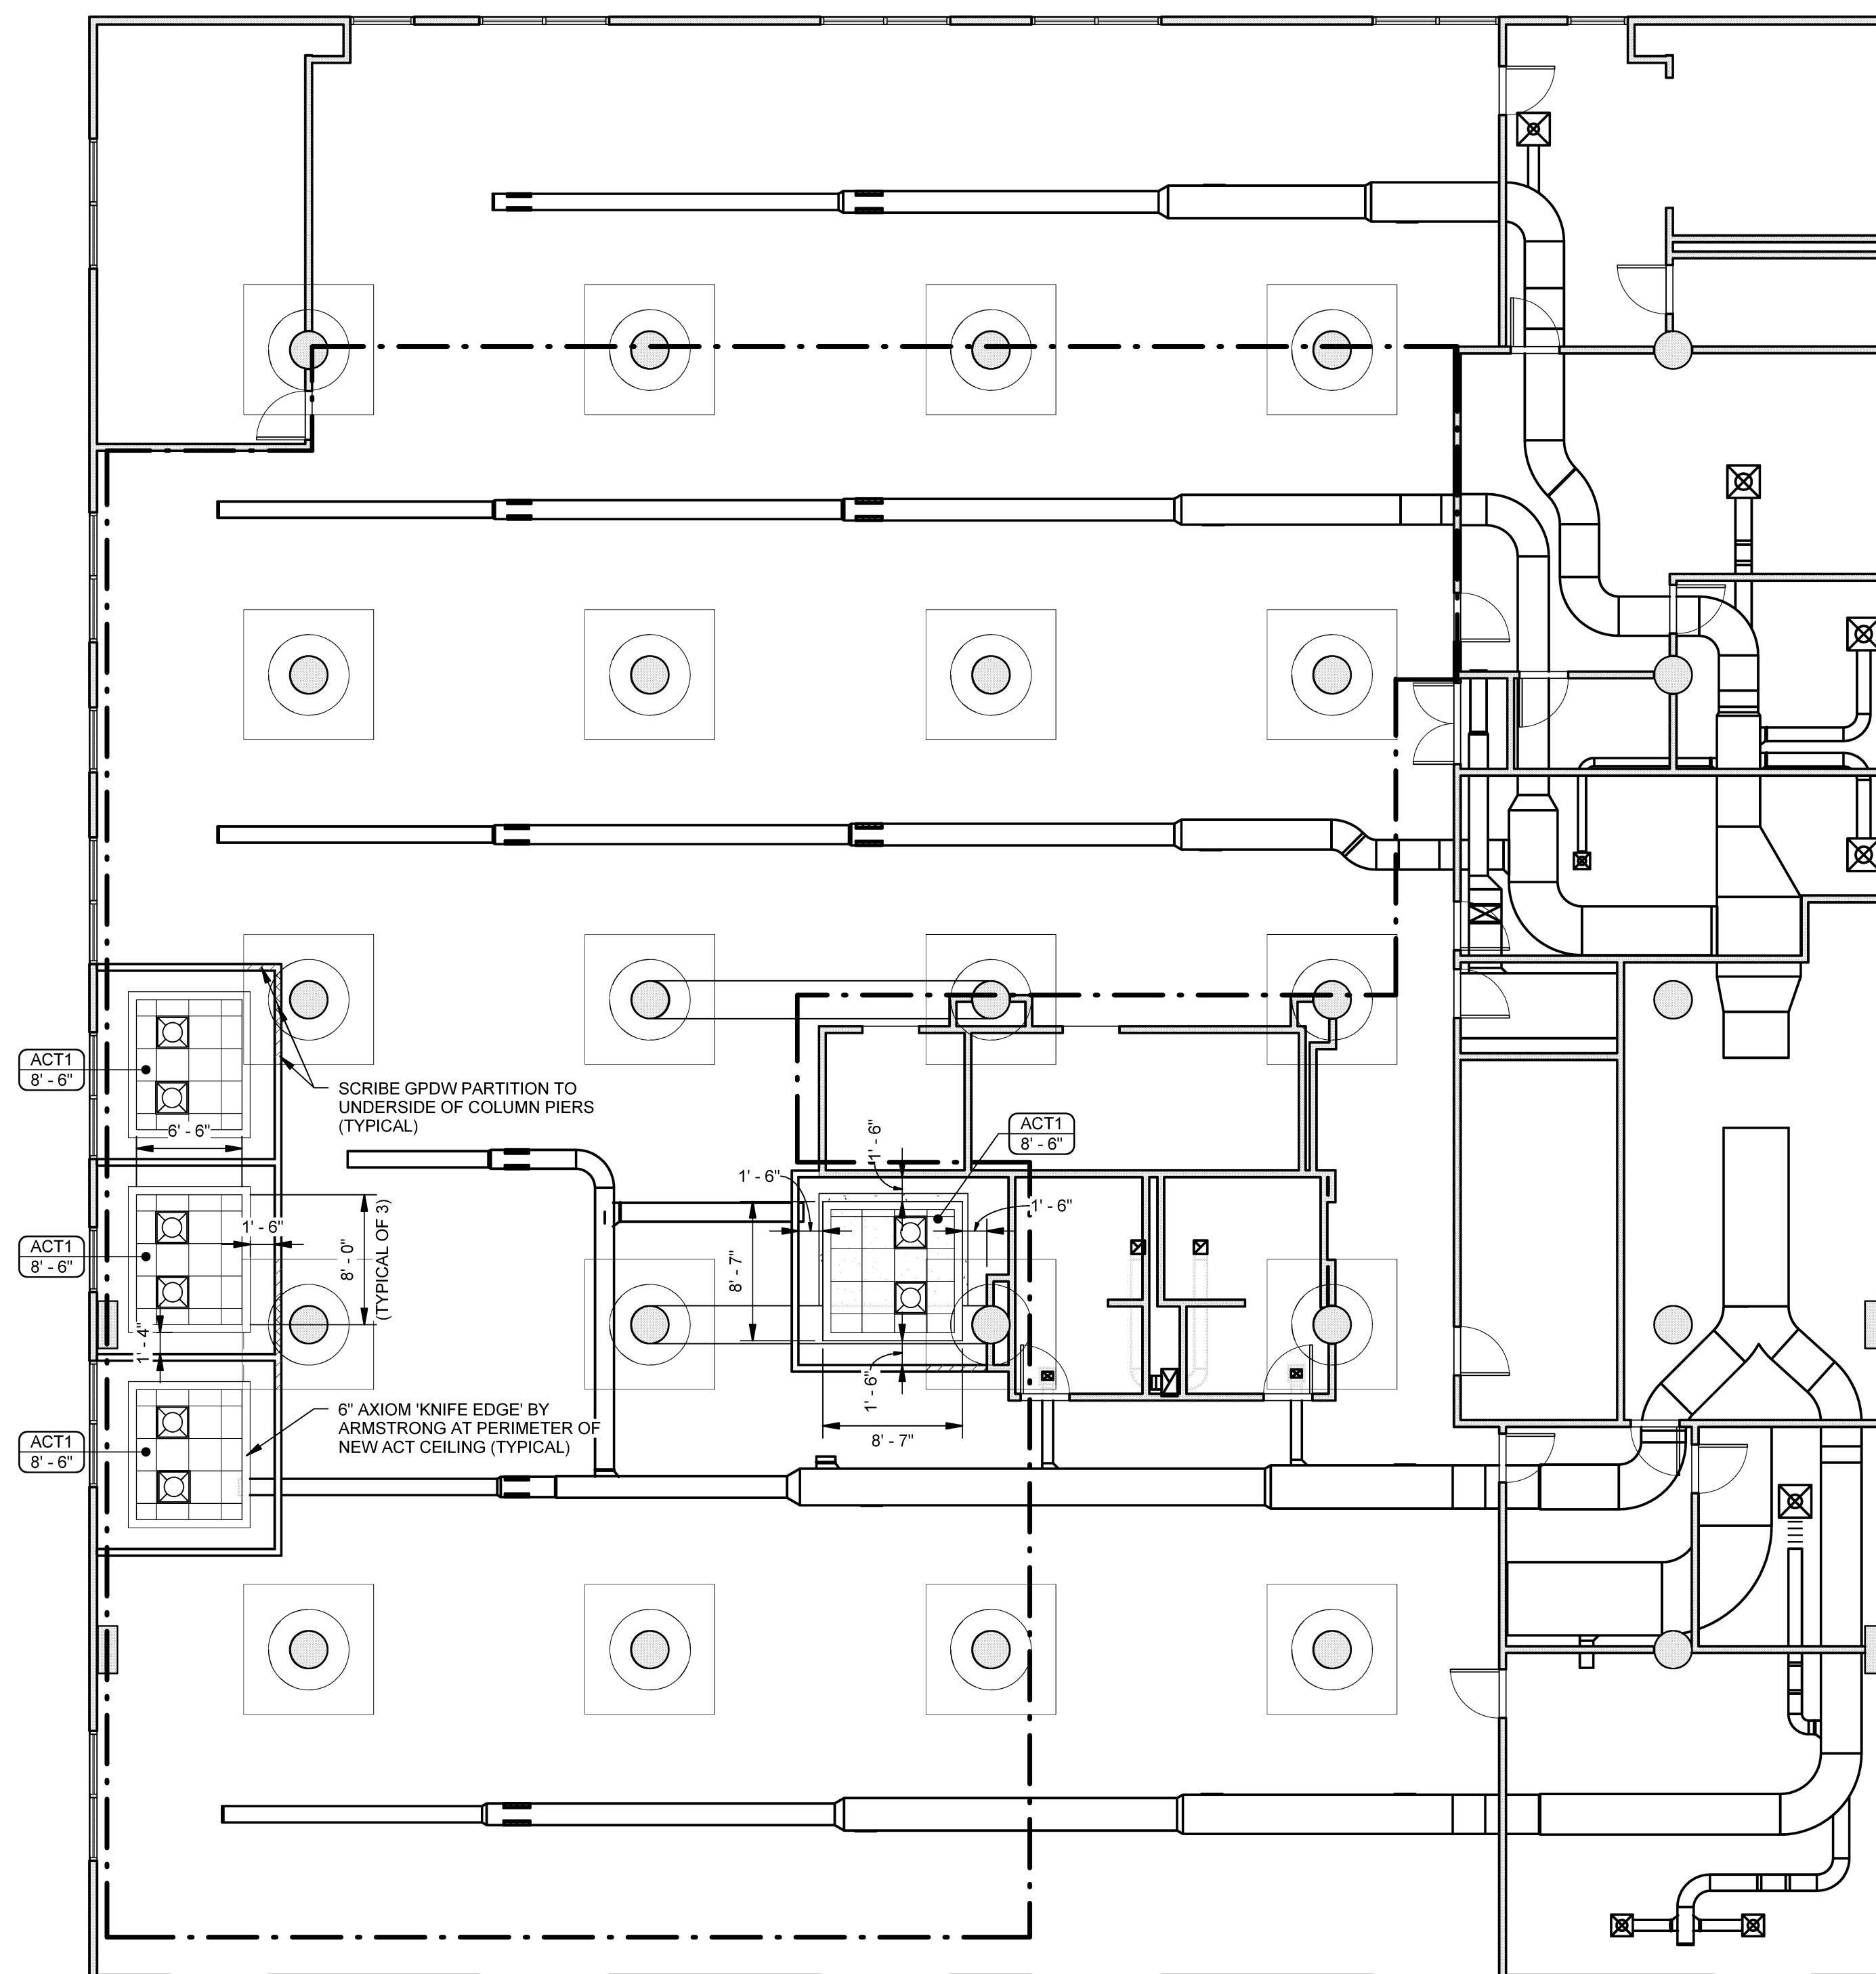 ACT1
8' - 6"
6' - 6"
SCRIBE GPDW PARTITION TO
UNDERSIDE OF COLUMN PIERS
(TYPICAL)
ACT1
8' - 6"
1' - 6"
1' - 6"
1' - 6"
8' - 7"
1' - 6"
8' - 7"
ACT1
8' - 6"
1' - 6"
8' - 0"
(TYPICAL OF 3)
1' - 4"
ACT1
8' - 6"
6" AXIOM 'KNIFE EDGE' BY
ARMSTRONG AT PERIMETER OF
NEW ACT CEILING (TYPICAL)